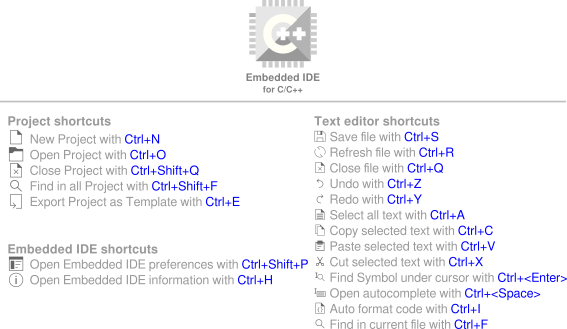 C++
Embedded IDE
for C/C++
Project shortcuts
New Project with Ctrl+N
Open Project with Ctrl+O
Close Project with Ctrl+Shift+Q
Find in all Project with Ctrl+Shift+F
Export Project as Template with Ctrl+E
Embedded IDE shortcuts
Open Embedded IDE preferences with Ctrl+Shift+P
Open Embedded IDE information with Ctrl+H
Text editor shortcuts
Save file with Ctrl+S
Refresh file with Ctrl+R
Close file with Ctrl+Q
Undo with Ctrl+Z
Redo with Ctrl+Y
Select all text with Ctrl+A
Copy selected text with Ctrl+C
Paste selected text with Ctrl+V
Cut selected text with Ctrl+X
Find Symbol under cursor with Ctrl+<Enter>
Open autocomplete with Ctrl+<Space>
Auto format code with Ctrl+I
Find in current file with Ctrl+F